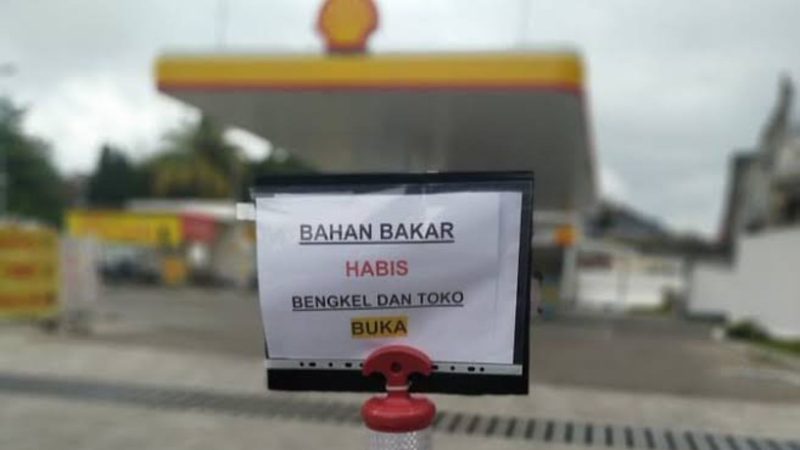 BAHAN BAKAR
HABIS
BENGKEL DAN TOKO
BUKA